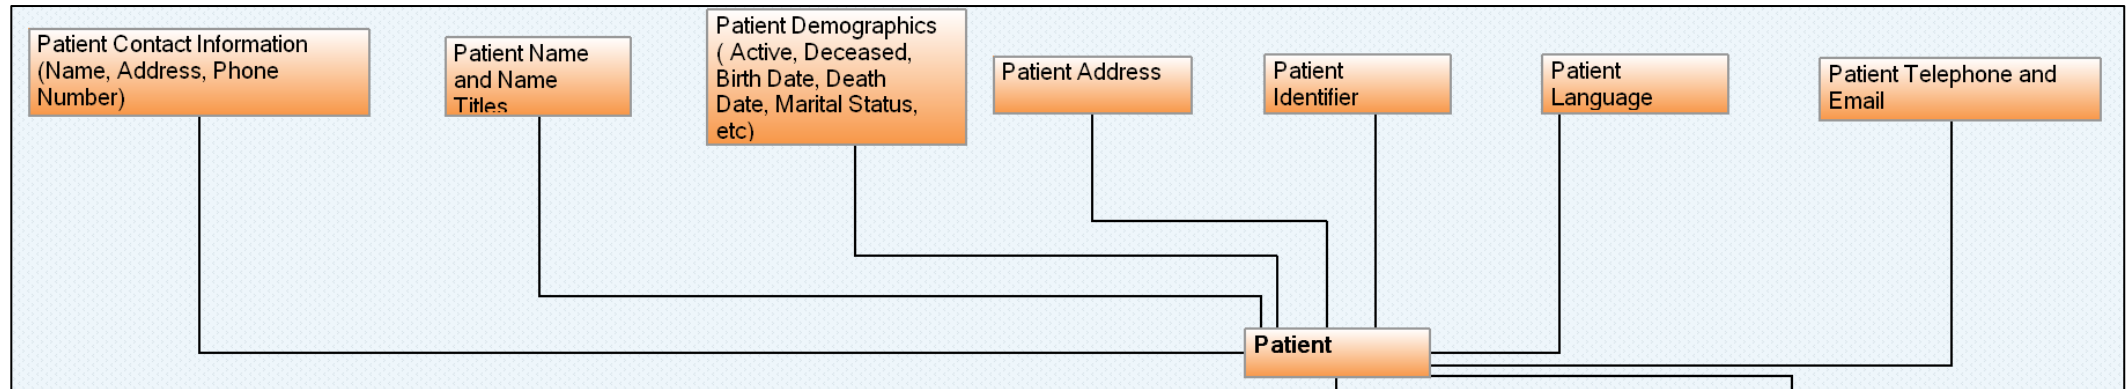 Patient Contact Information
(Name, Address, Phone
Number)
Patient Name
and Name
Titles
Patient Demographics
( Active, Deceased,
Birth Date, Death
Date, Marital Status,
etc)
Patient Address
Patient
Identifier
Patient
Language
Patient Telephone and
Email
Patient